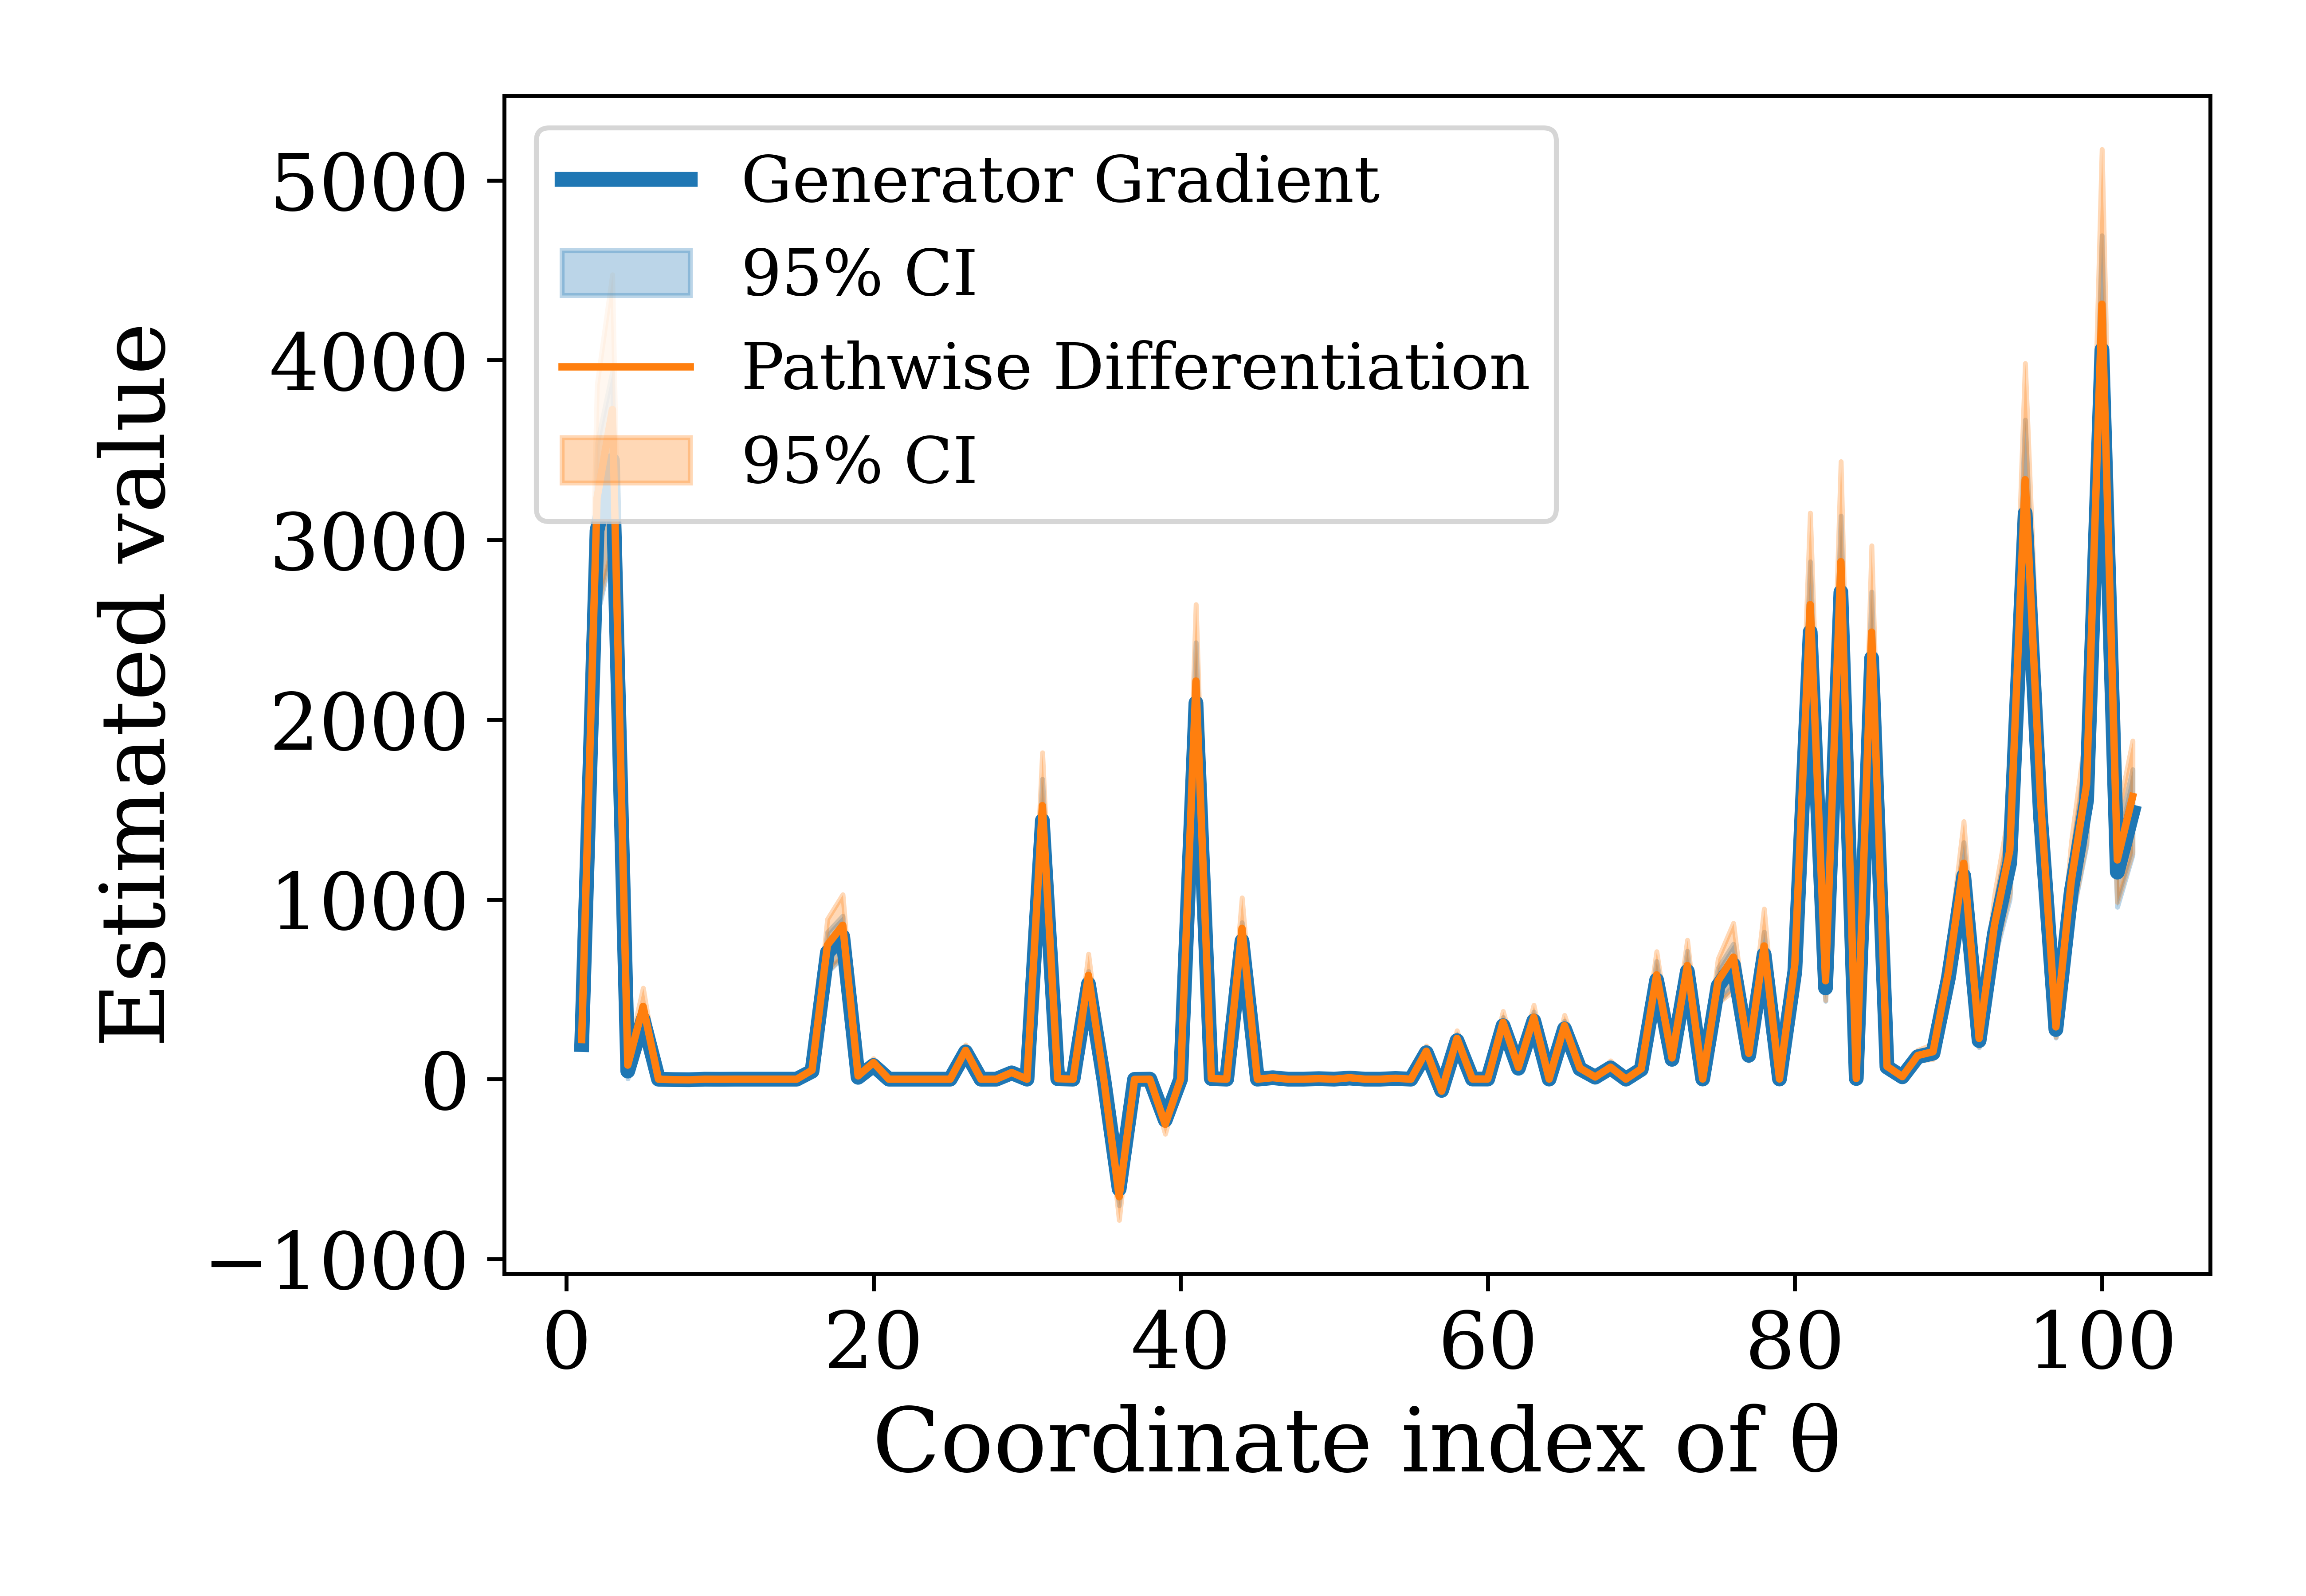 Generator Gradient
95% CI
Pathwise Differentiation
95% CI
Estimated value
5000
4000
3000
2000
1000
0
−1000
0 20 40 60 80 100
Coordinate index of θ